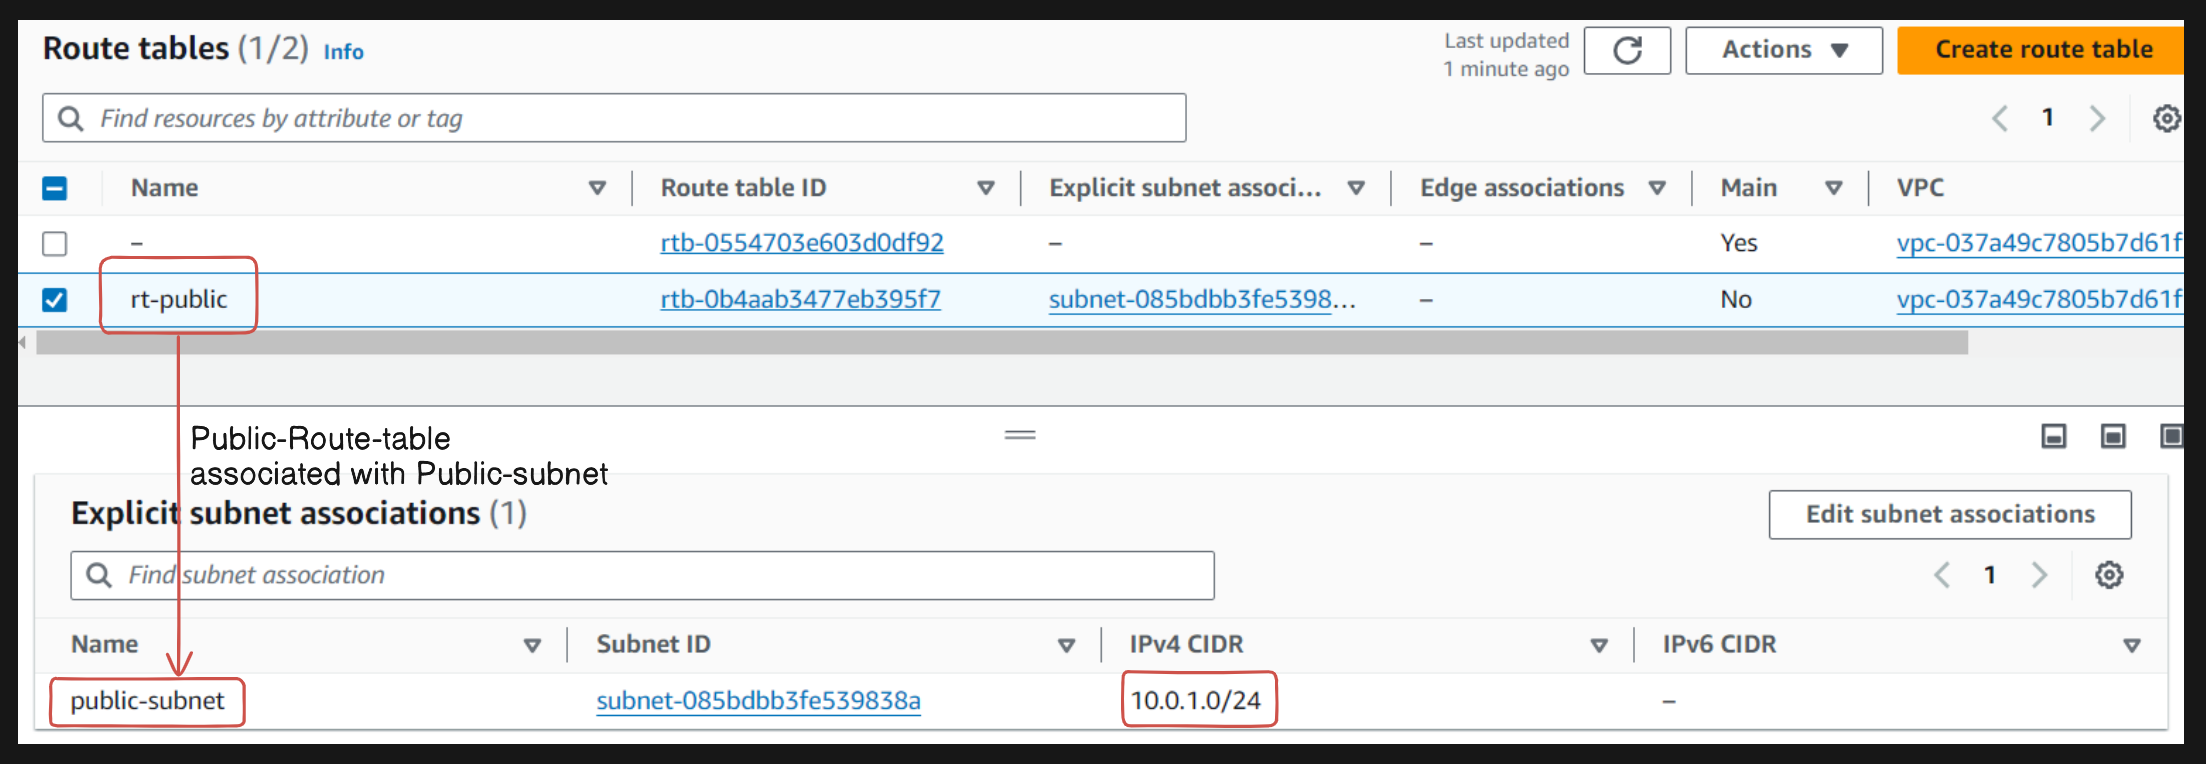 Route tables (1/2) Info
Last updated
1 minute ago
Actions
Create route table
Find resources by attribute or tag
1
Name Route table ID Explicit subnet associ... Edge associations Main VPC
– rtb-0554703e603d0df92 – – Yes vpc-037a49c7805b7d61f
rt-public rtb-0b4aab3477eb395f7 subnet-085bdbb3fe5398... – No vpc-037a49c7805b7d61f
Public-Route-table
associated with Public-subnet
Explicit subnet associations (1)
Edit subnet associations
Find subnet association
1
Name Subnet ID IPv4 CIDR IPv6 CIDR
public-subnet subnet-085bdbb3fe539838a 10.0.1.0/24 –